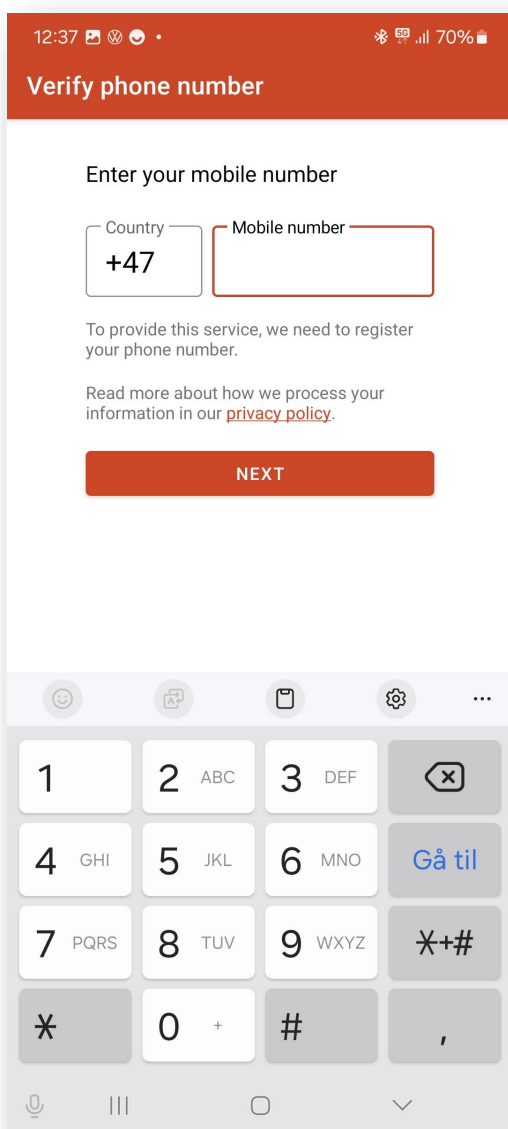 12:37
5G
70%
Verify phone number
Enter your mobile number
Country
Mobile number
+47
To provide this service, we need to register
your phone number.
Read more about how we process your
information in our privacy policy.
NEXT
1 2 ABC 3 DEF
4 GHI 5 JKL 6 MNO Gå til
7 PQRS 8 TUV 9 WXYZ *+#
* 0 + # ,